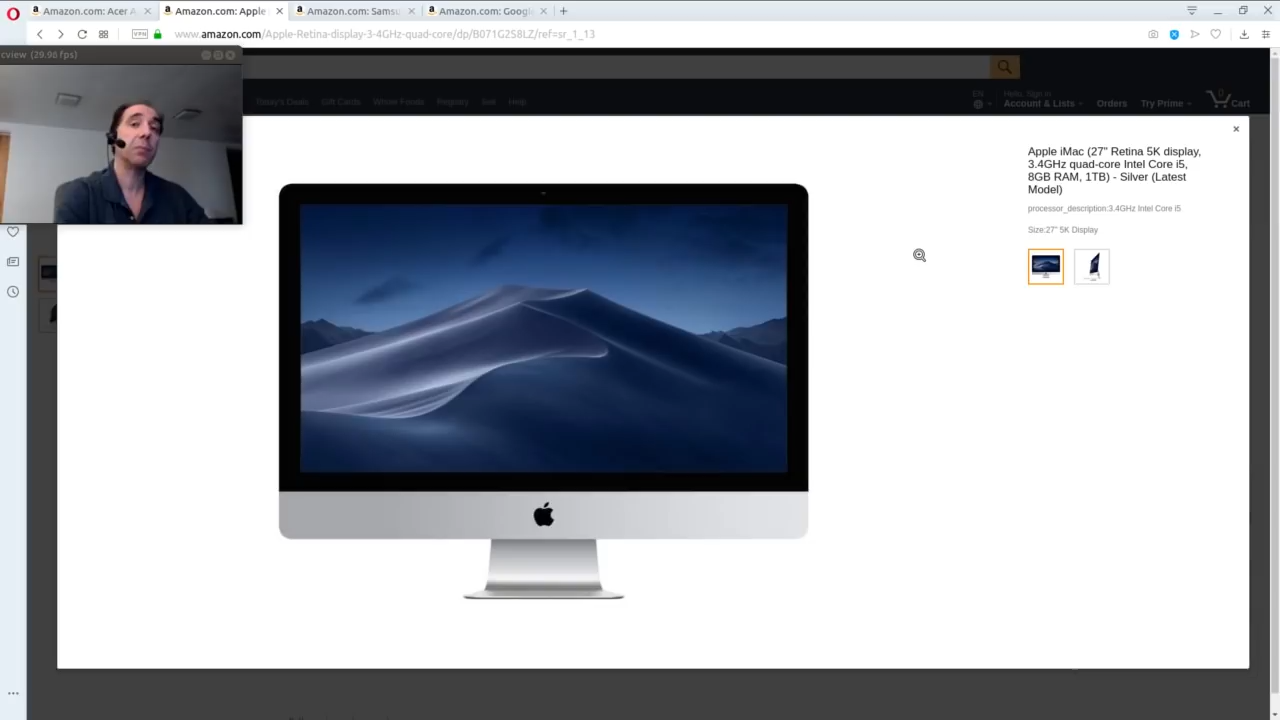 Amazon.com: Acer A
Amazon.com: Apple
Amazon.com: Samsu
Amazon.com: Googl
VPN
www.amazon.com/Apple-Retina-display-3-4GHz-quad-core/dp/B071G2S8LZ/ref=sr_1_13
cview (29.96 fps)
Today's Deals Gift Cards Whole Foods Registry Sell Help
EN
Hello, Sign in
Account & Lists
Orders
Try Prime
0
Cart
Apple iMac (27" Retina 5K display,
3.4GHz quad-core Intel Core i5,
8GB RAM, 1TB) - Silver (Latest
Model)
processor_description:3.4GHz Intel Core i5
Size:27" 5K Display